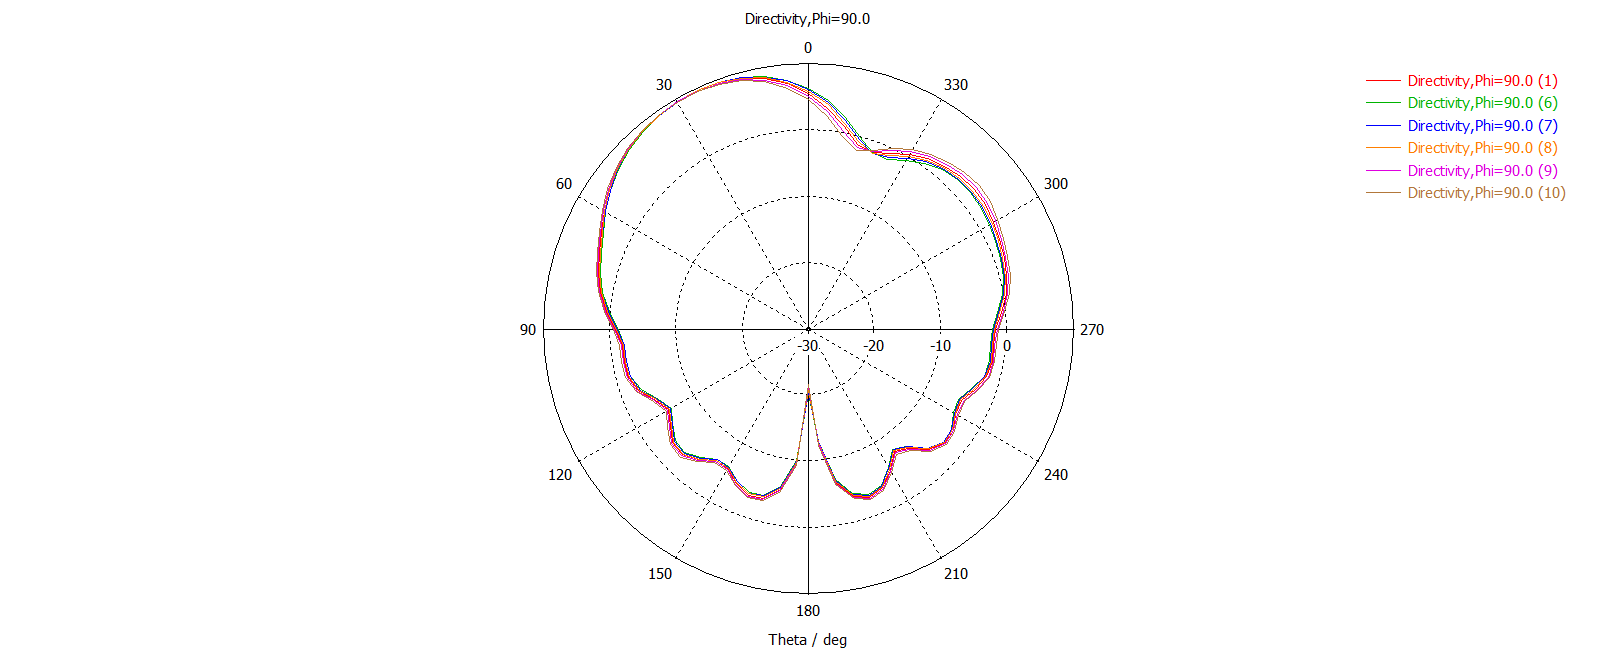 Directivity,Phi=90.0
0
30
330
60
300
90
270
-30
-20
-10
0
120
240
150
210
180
Theta / deg
Directivity,Phi=90.0 (1)
Directivity,Phi=90.0 (6)
Directivity,Phi=90.0 (7)
Directivity,Phi=90.0 (8)
Directivity,Phi=90.0 (9)
Directivity,Phi=90.0 (10)